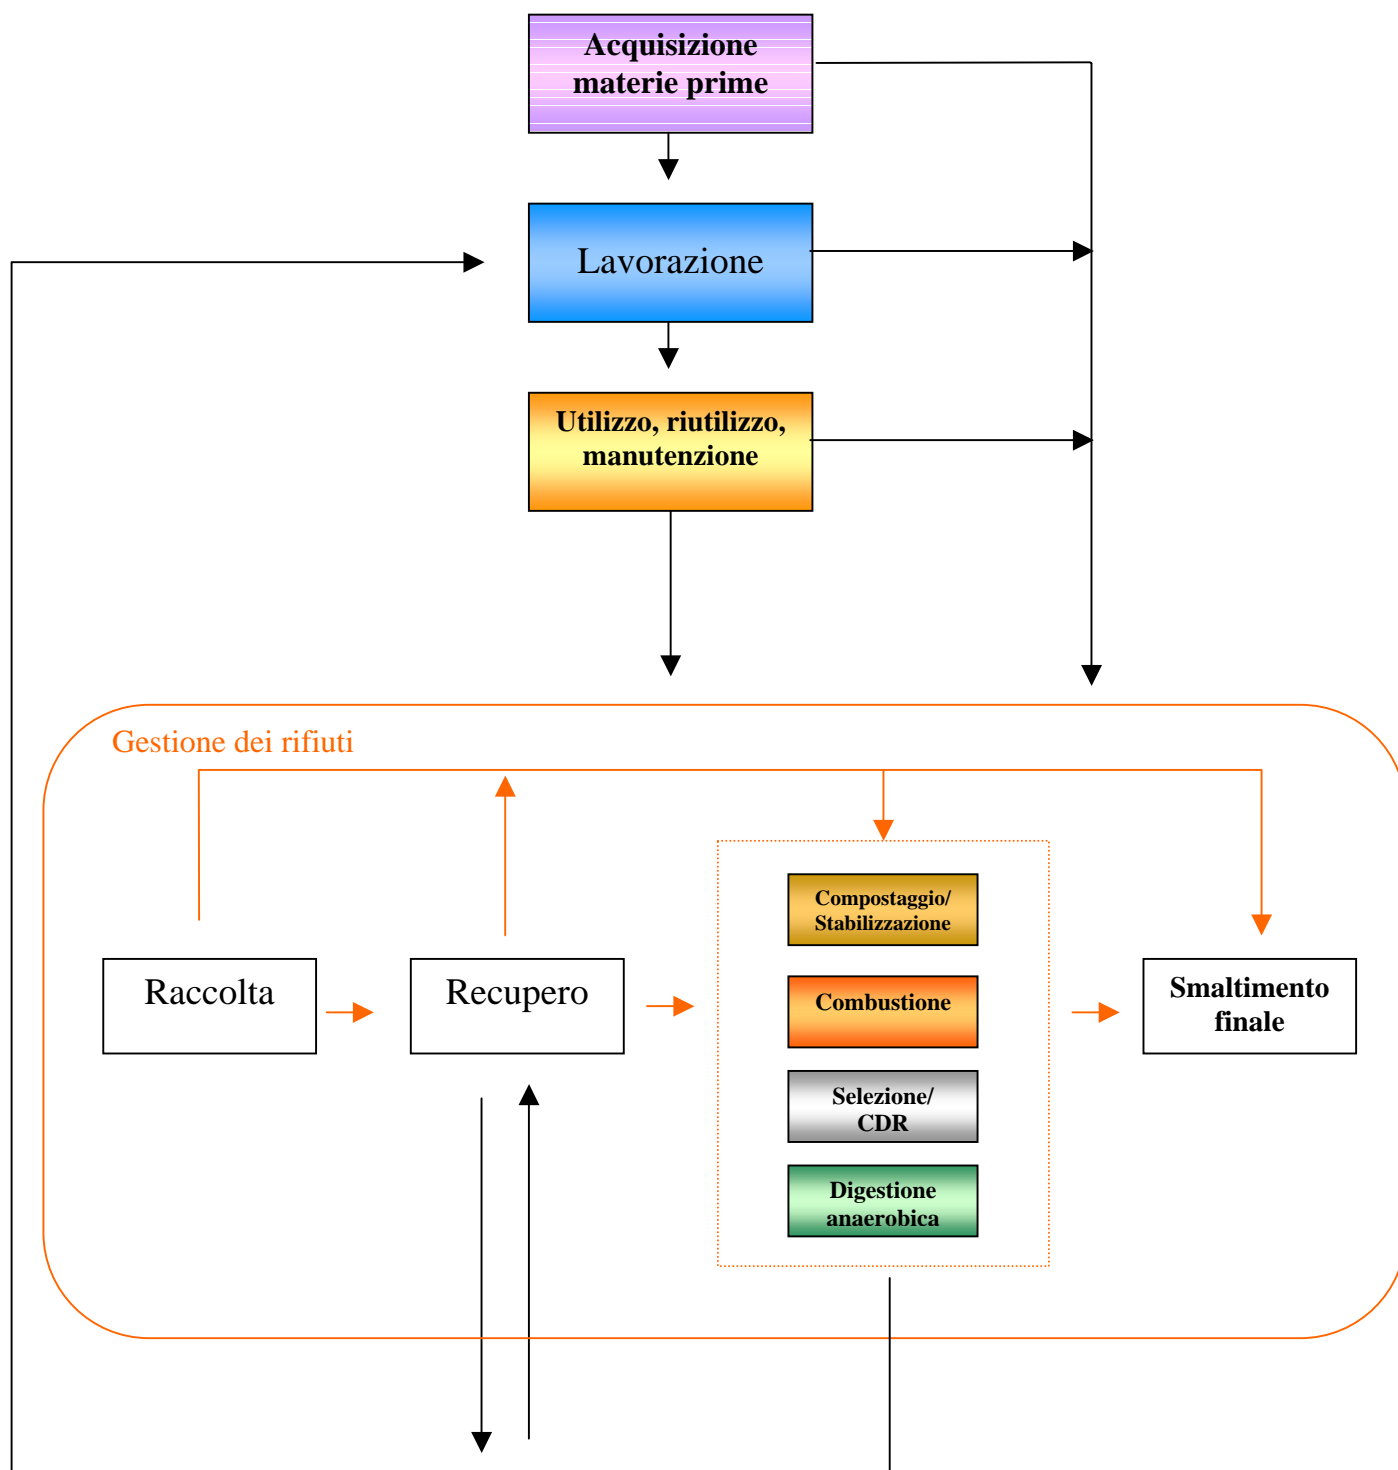 Acquisizione
materie prime
Lavorazione
Utilizzo, riutilizzo,
manutenzione
Gestione dei rifiuti
Raccolta
Recupero
Compostaggio/
Stabilizzazione
Combustione
Selezione/
CDR
Digestione
anaerobica
Smaltimento
finale